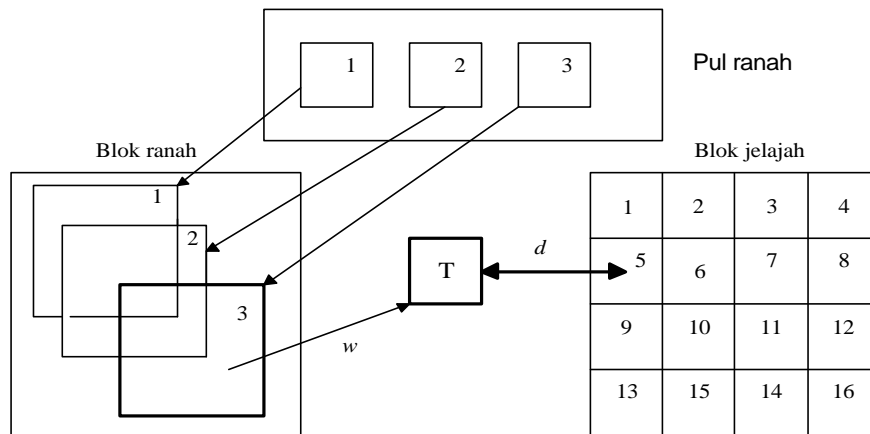 1 2 3
Pul ranah
Blok ranah
Blok jelajah
1
2
3
w
T
d
1 2 3 4
5 6 7 8
9 10 11 12
13 15 14 16